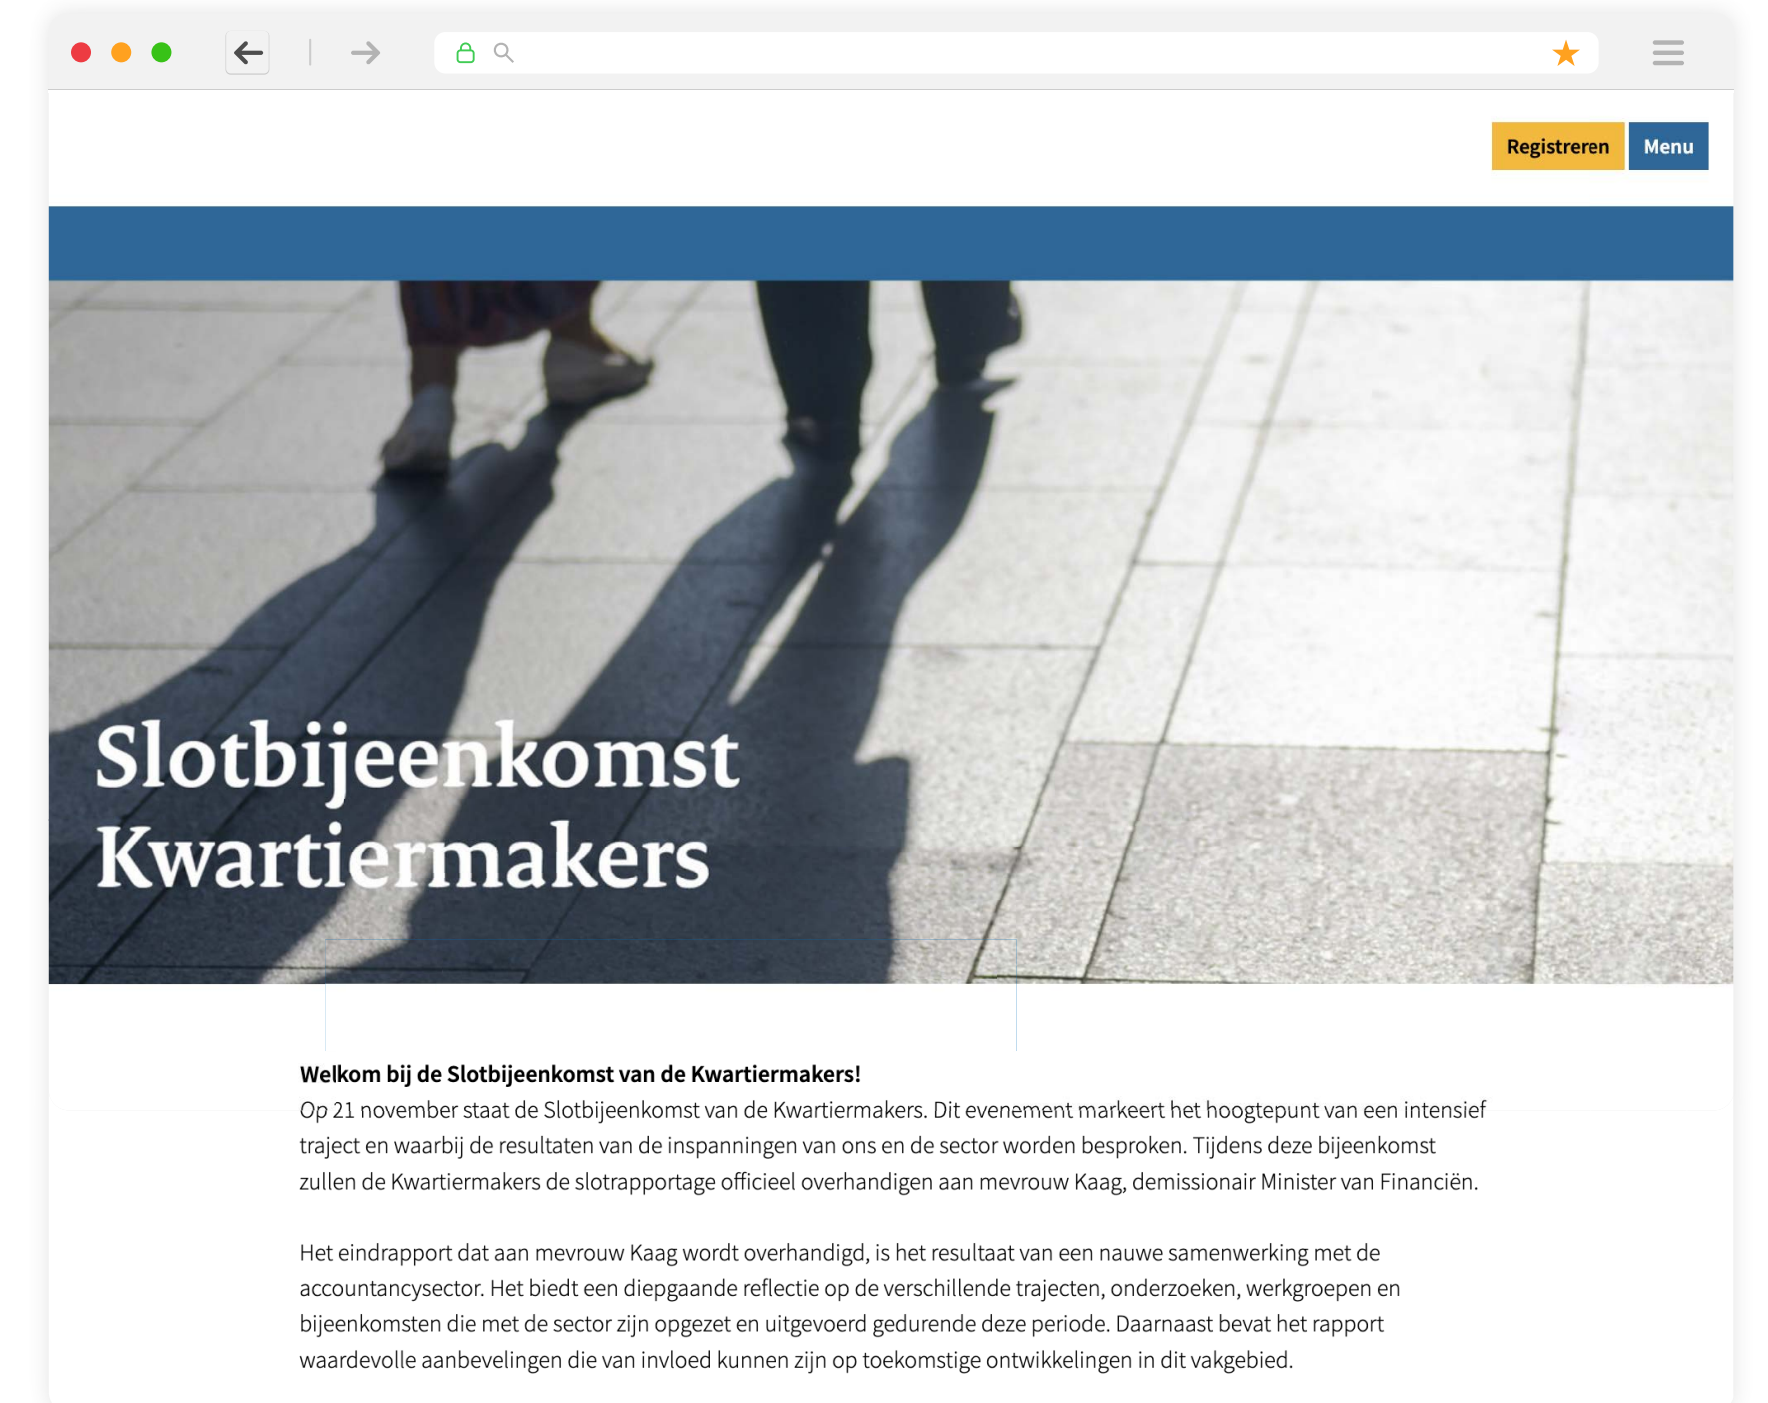 Registreren Menu
Slotbijeenkomst
Kwartiermakers
Welkom bij de Slotbijeenkomst van de Kwartiermakers!
Op 21 november staat de Slotbijeenkomst van de Kwartiermakers. Dit evenement markeert het hoogtepunt van een intensief
traject en waarbij de resultaten van de inspanningen van ons en de sector worden besproken. Tijdens deze bijeenkomst
zullen de Kwartiermakers de slotrapportage officieel overhandigen aan mevrouw Kaag, demissionair Minister van Financiën.
Het eindrapport dat aan mevrouw Kaag wordt overhandigd, is het resultaat van een nauwe samenwerking met de
accountancysector. Het biedt een diepgaande reflectie op de verschillende trajecten, onderzoeken, werkgroepen en
bijeenkomsten die met de sector zijn opgezet en uitgevoerd gedurende deze periode. Daarnaast bevat het rapport
waardevolle aanbevelingen die van invloed kunnen zijn op toekomstige ontwikkelingen in dit vakgebied.